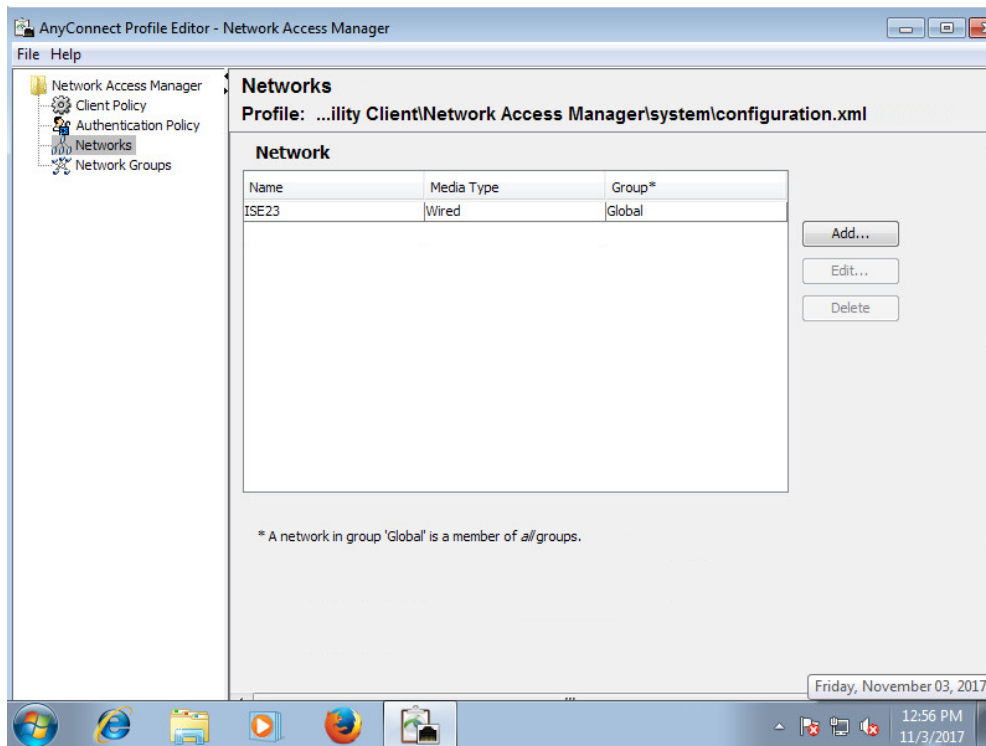 AnyConnect Profile Editor - Network Access Manager
File Help
Network Access Manager
Client Policy
Authentication Policy
Networks
Network Groups
Networks
Profile: ...ility Client\Network Access Manager\system\configuration.xml
Network
Name Media Type Group*
ISE23 Wired Global
Add...
Edit...
Delete
* A network in group 'Global' is a member of all groups.
Friday, November 03, 2017
12:56 PM
11/3/2017